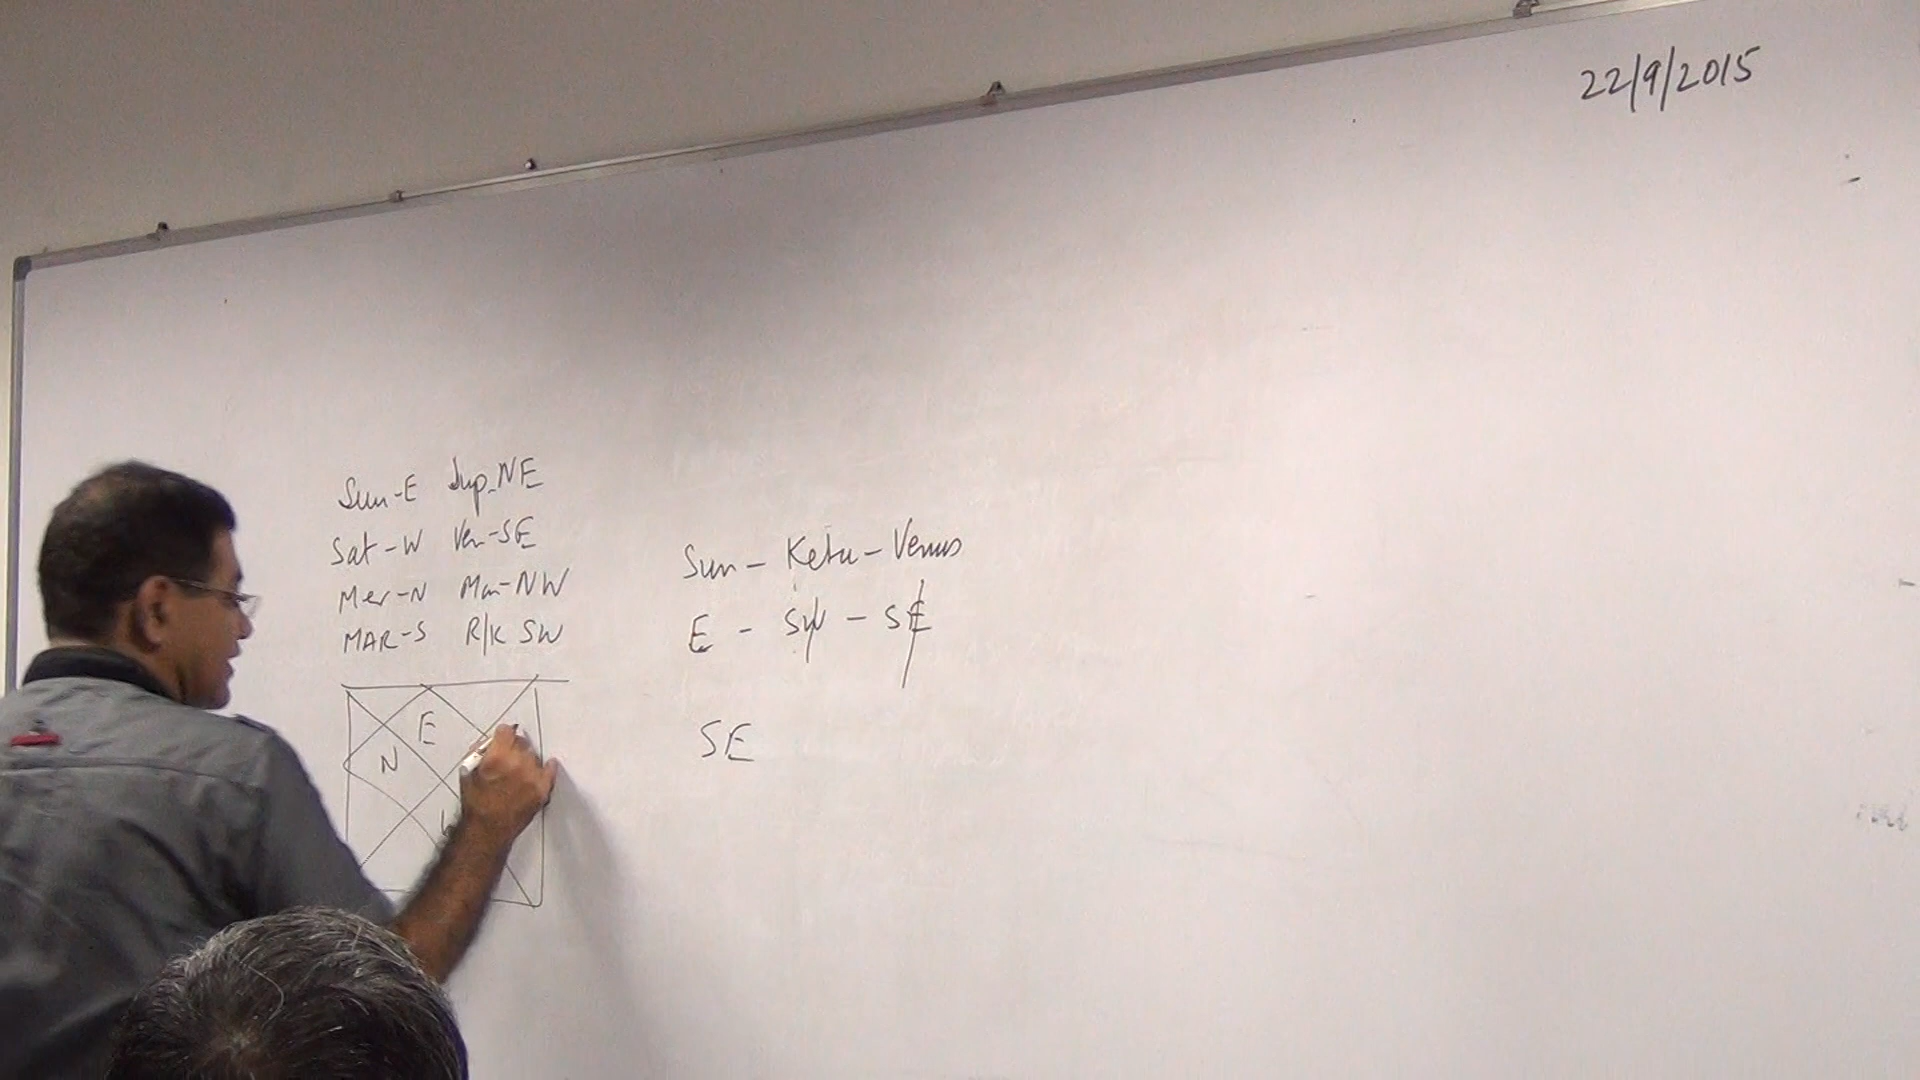 22/9/2015
Sun-E Jup-NE
Sat-W Ven-SE
Mer-N Mon-NW
MAR-S R/K SW
Sun - Ketu - Venus
E - SW - SE
SE
E
N